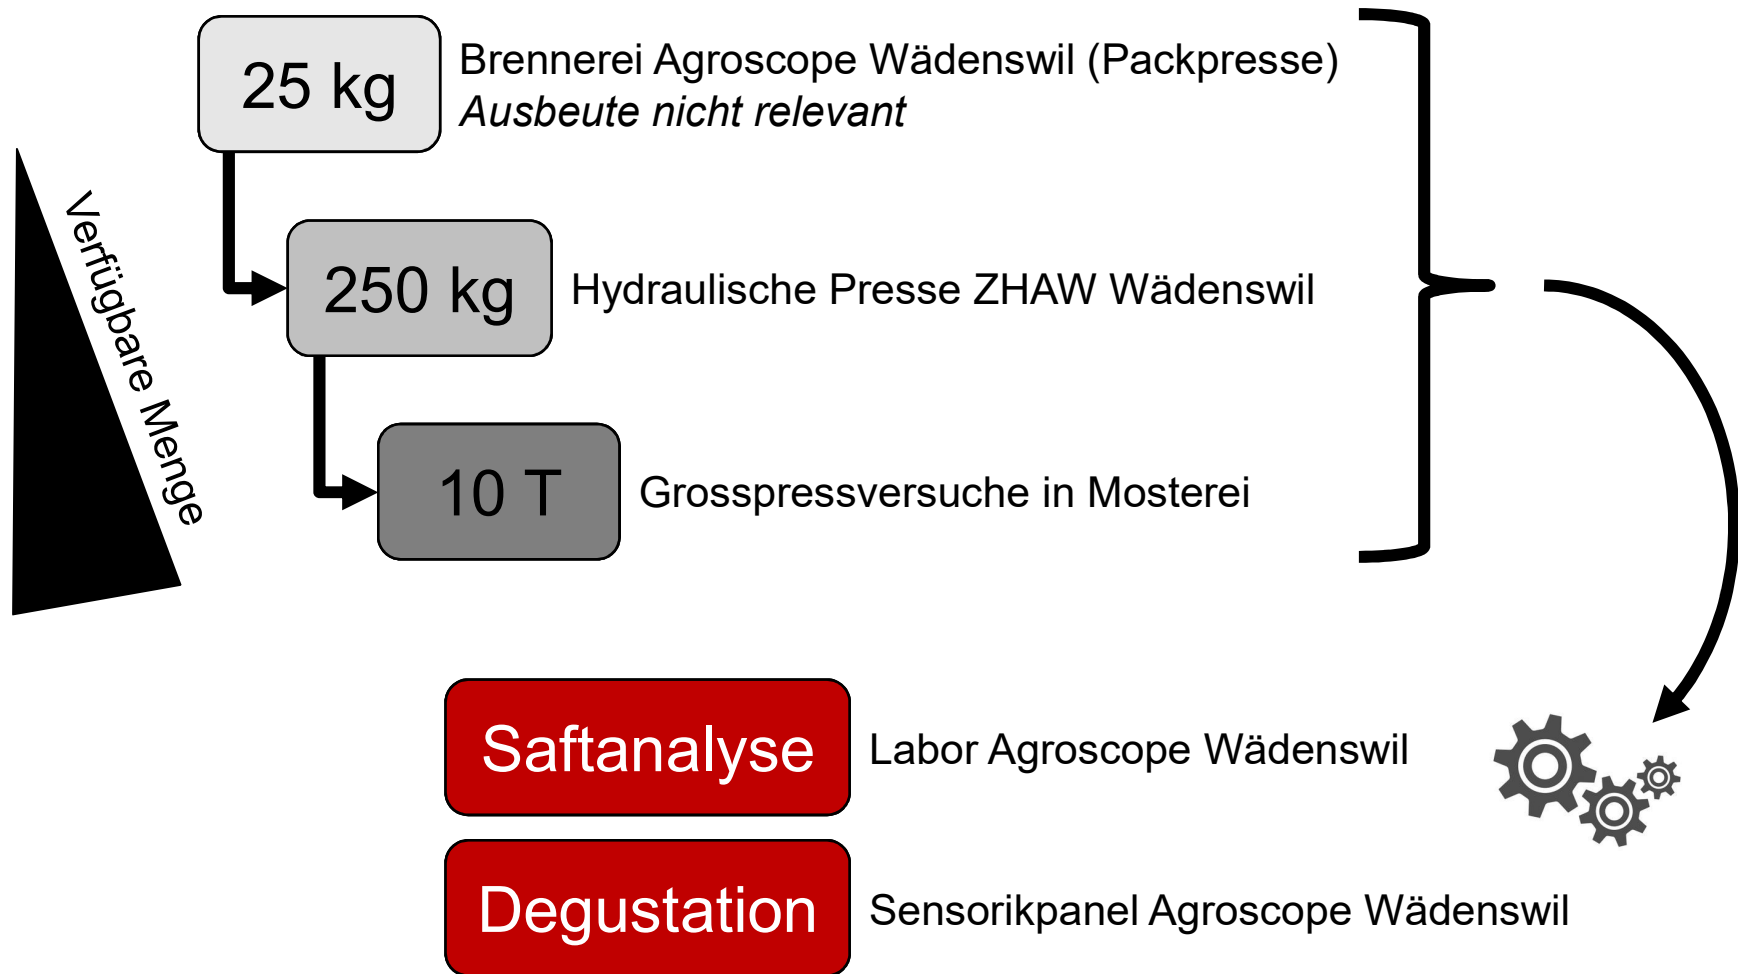 25 kg
Brennerei Agroscope Wädenswil (Packpresse)
Ausbeute nicht relevant
Verfügbare Menge
250 kg
Hydraulische Presse ZHAW Wädenswil
10 T
Grosspressversuche in Mosterei
Saftanalyse
Labor Agroscope Wädenswil
Degustation
Sensorikpanel Agroscope Wädenswil